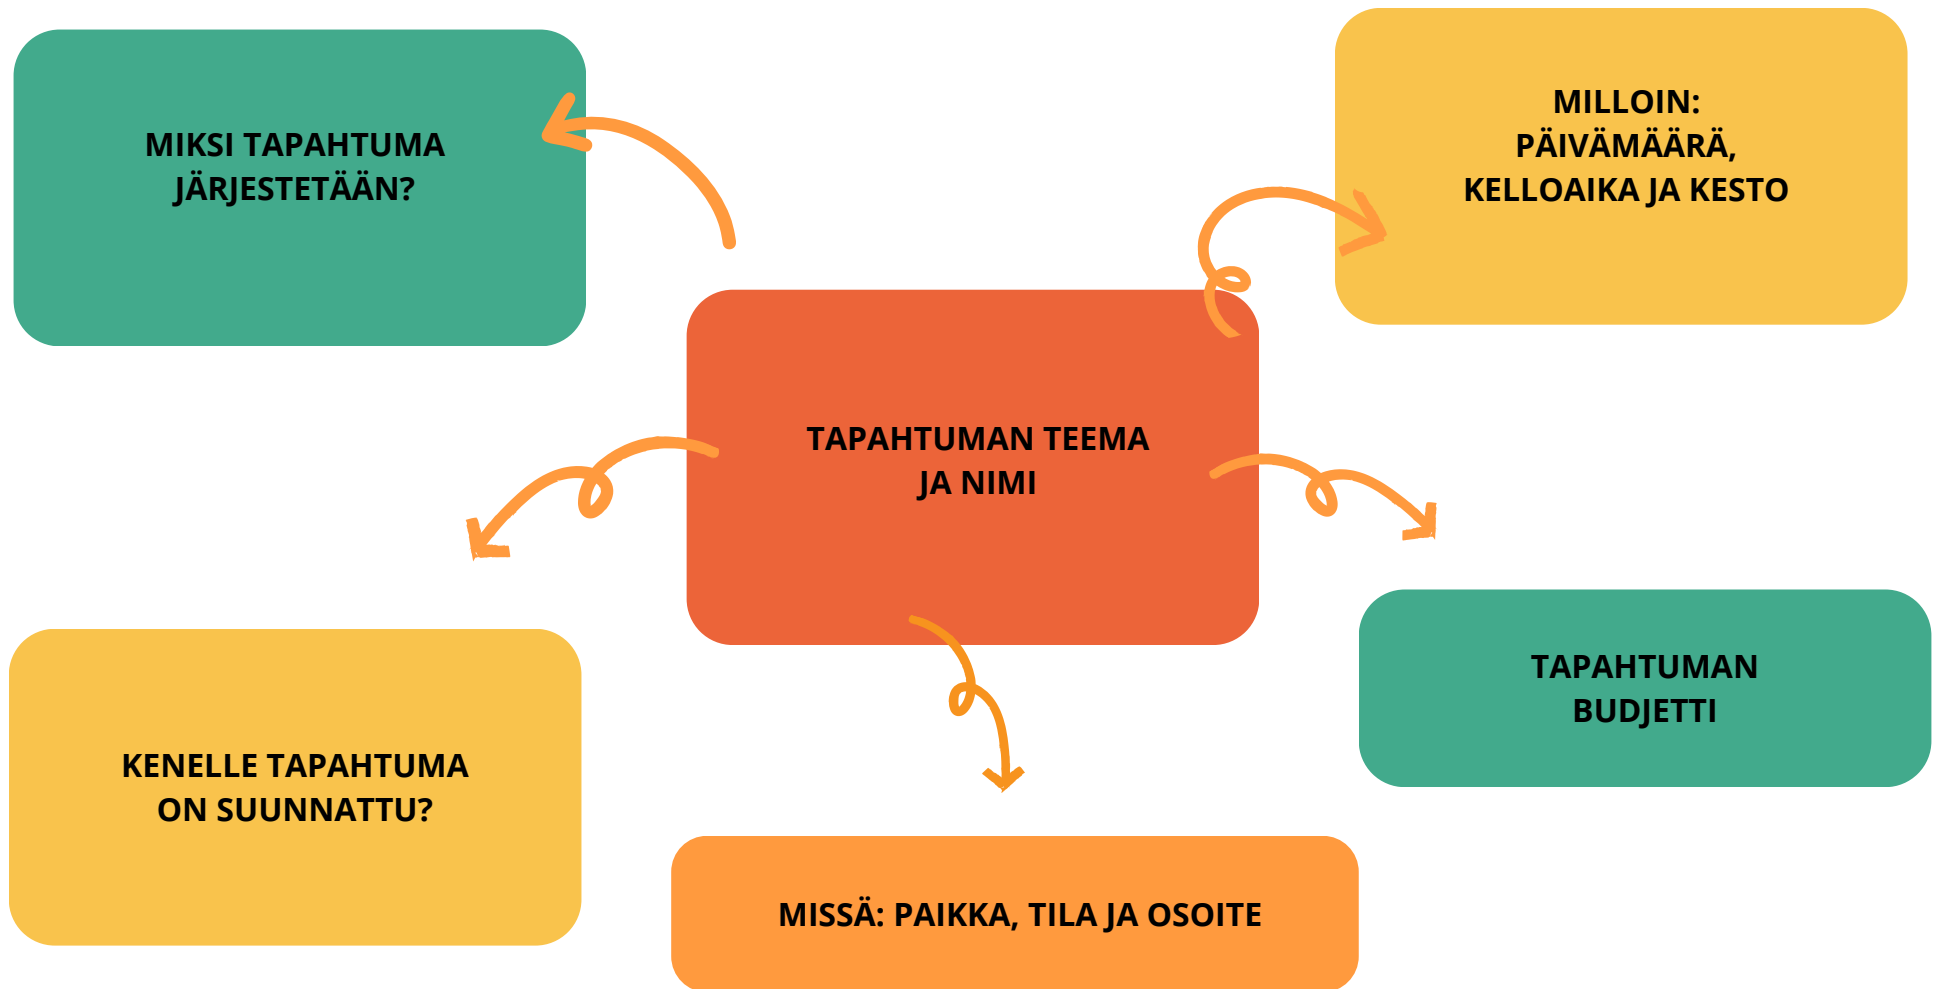 MIKSI TAPAHTUMA
JÄRJESTETÄÄN?
MILLOIN:
PÄIVÄMÄÄRÄ,
KELLOAIKA JA KESTO
TAPAHTUMAN TEEMA
JA NIMI
TAPAHTUMAN
BUDJETTI
KENELLE TAPAHTUMA
ON SUUNNATTU?
MISSÄ: PAIKKA, TILA JA OSOITE